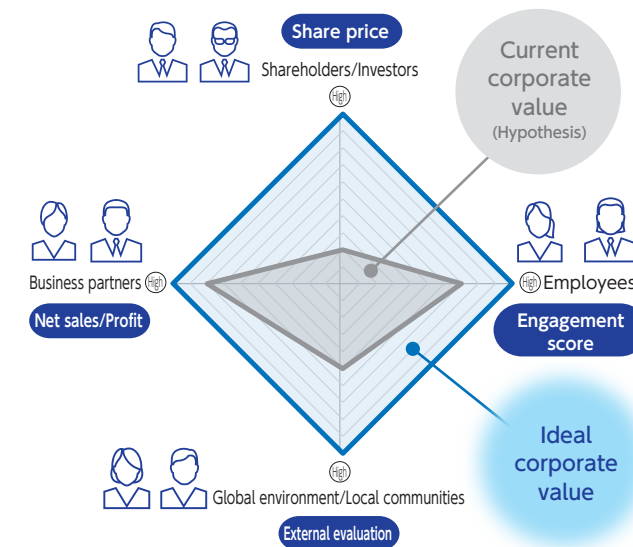 Share price
Shareholders/Investors
High
Current
corporate
value
(Hypothesis)
Business partners High
Net sales/Profit
High Employees
Engagement
score
Ideal
corporate
value
High
Global environment/Local communities
External evaluation